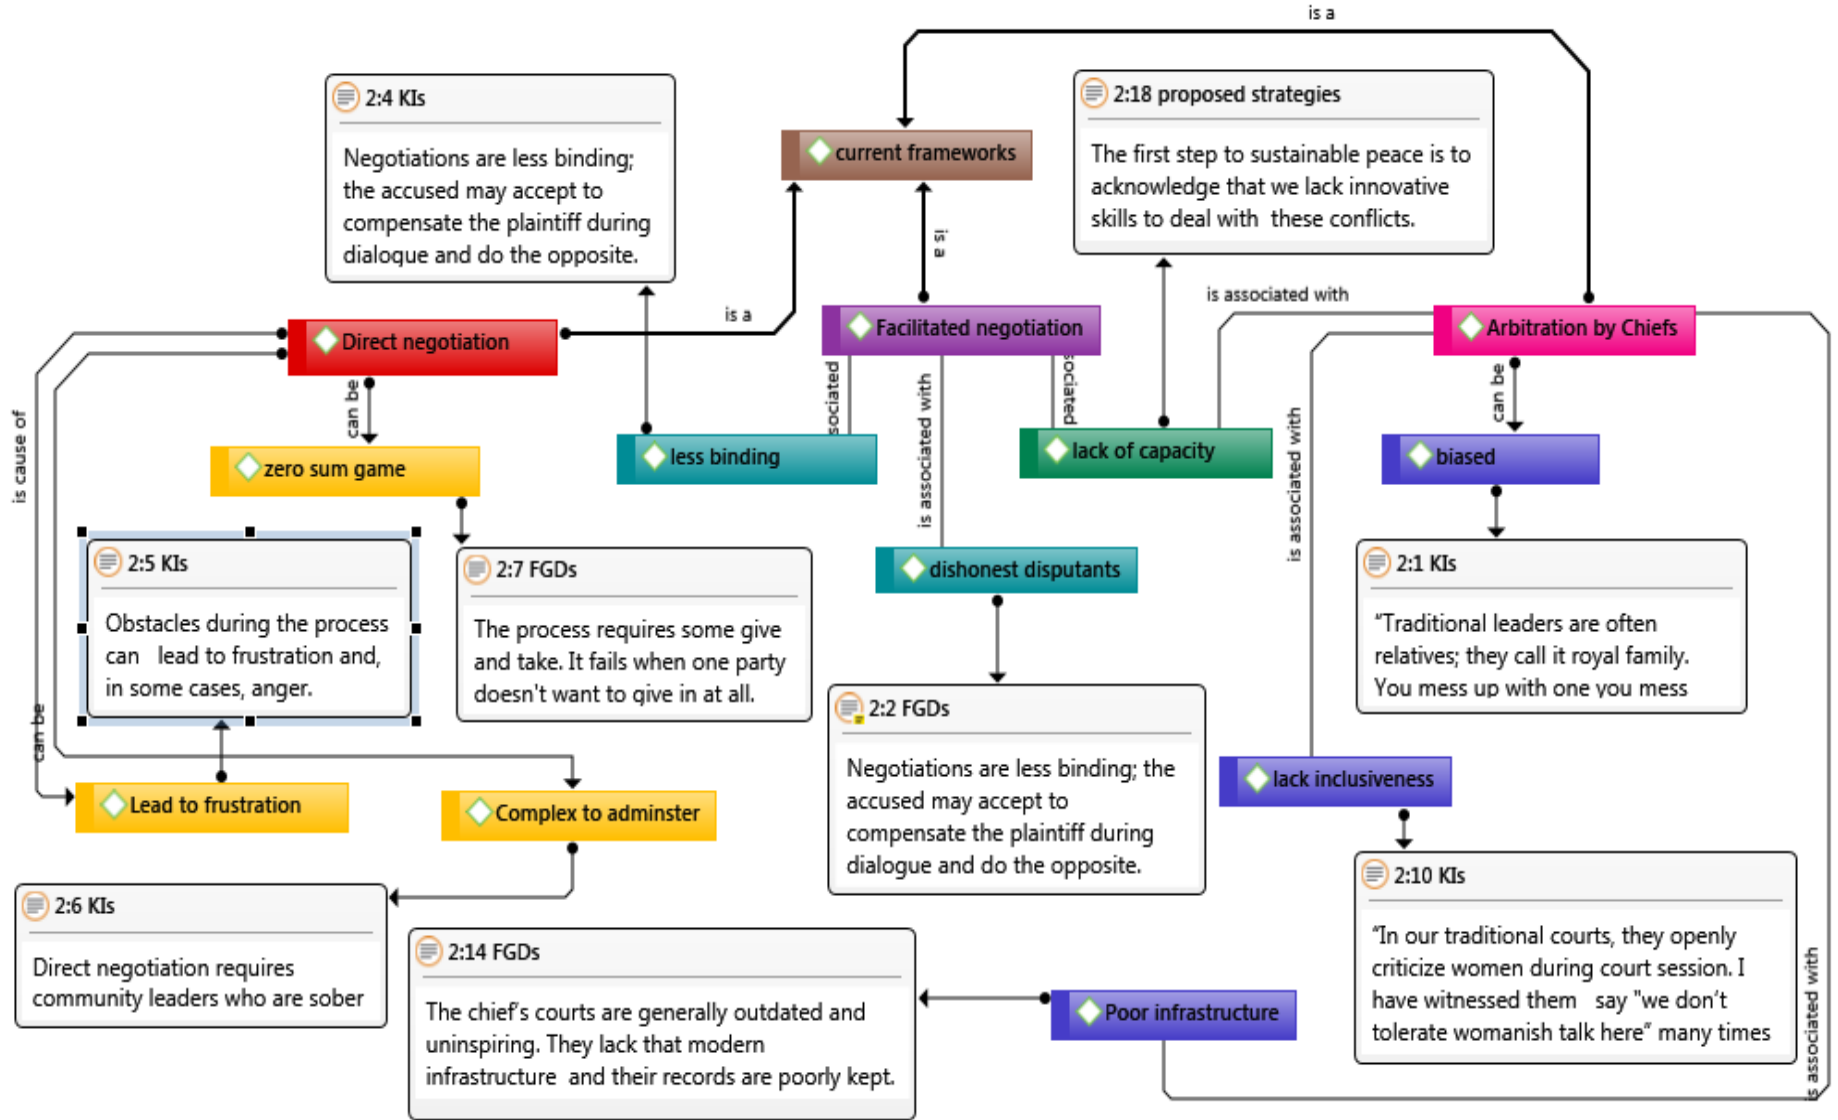 is a
2:4 KIs
Negotiations are less binding;
the accused may accept to
compensate the plaintiff during
dialogue and do the opposite.
2:18 proposed strategies
The first step to sustainable peace is to
acknowledge that we lack innovative
skills to deal with these conflicts.
current frameworks
is a
is a
is associated with
Direct negotiation
Facilitated negotiation
Arbitration by Chiefs
can be
sociated
is associated with
sociated
can be
is cause of
is associated with
zero sum game
less binding
lack of capacity
biased
2:5 KIs
Obstacles during the process
can lead to frustration and,
in some cases, anger.
2:7 FGDs
The process requires some give
and take. It fails when one party
doesn't want to give in at all.
dishonest disputants
2:1 KIs
“Traditional leaders are often
relatives; they call it royal family.
You mess up with one you mess
can be
2:2 FGDs
Negotiations are less binding; the
accused may accept to
compensate the plaintiff during
dialogue and do the opposite.
lack inclusiveness
Lead to frustration
Complex to adminster
2:10 KIs
“In our traditional courts, they openly
criticize women during court session. I
have witnessed them say "we don’t
tolerate womanish talk here” many times
2:6 KIs
Direct negotiation requires
community leaders who are sober
2:14 FGDs
The chief’s courts are generally outdated and
uninspiring. They lack that modern
infrastructure and their records are poorly kept.
Poor infrastructure
is associated with